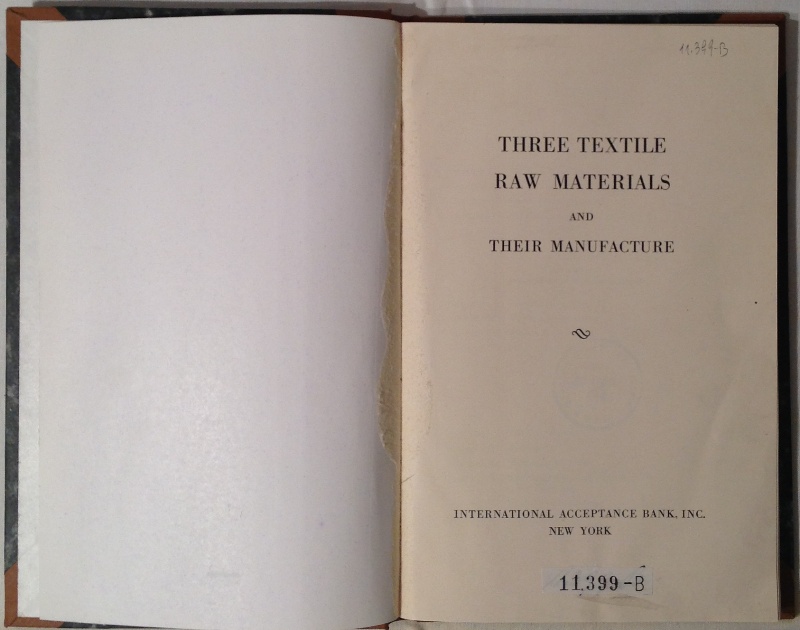 11.399-B
THREE TEXTILE
RAW MATERIALS
AND
THEIR MANUFACTURE
INTERNATIONAL ACCEPTANCE BANK, INC.
NEW YORK
11.399-B